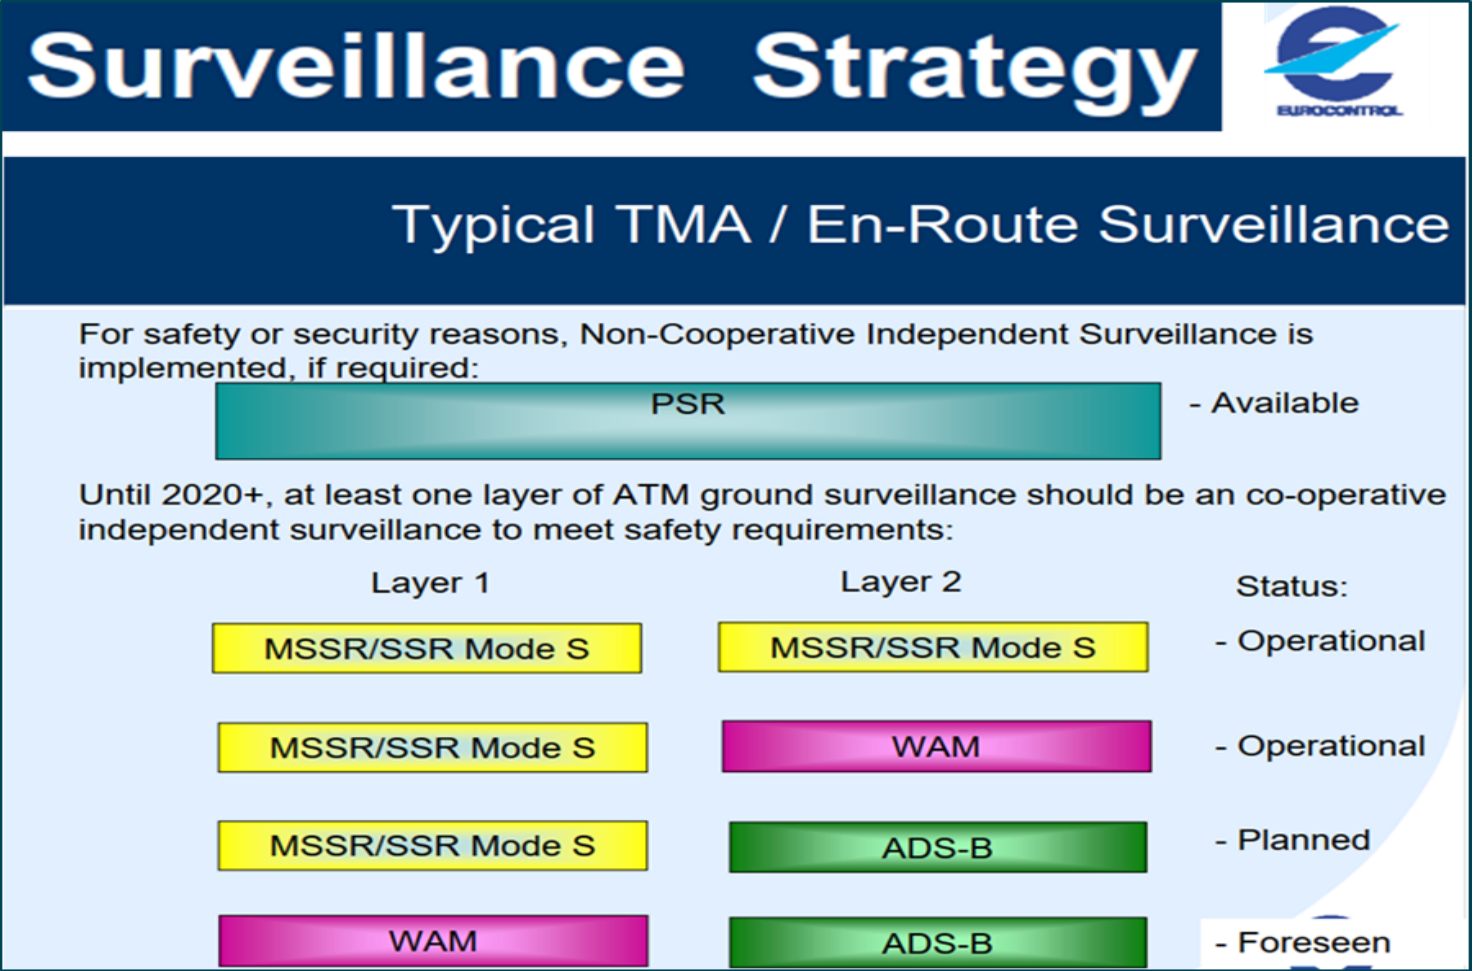 Surveillance Strategy
EUROCONTROL
Typical TMA / En-Route Surveillance
For safety or security reasons, Non-Cooperative Independent Surveillance is
implemented, if required:
PSR - Available
Until 2020+, at least one layer of ATM ground surveillance should be an co-operative
independent surveillance to meet safety requirements:
Layer 1 Layer 2 Status:
MSSR/SSR Mode S MSSR/SSR Mode S - Operational
MSSR/SSR Mode S WAM - Operational
MSSR/SSR Mode S ADS-B - Planned
WAM ADS-B - Foreseen